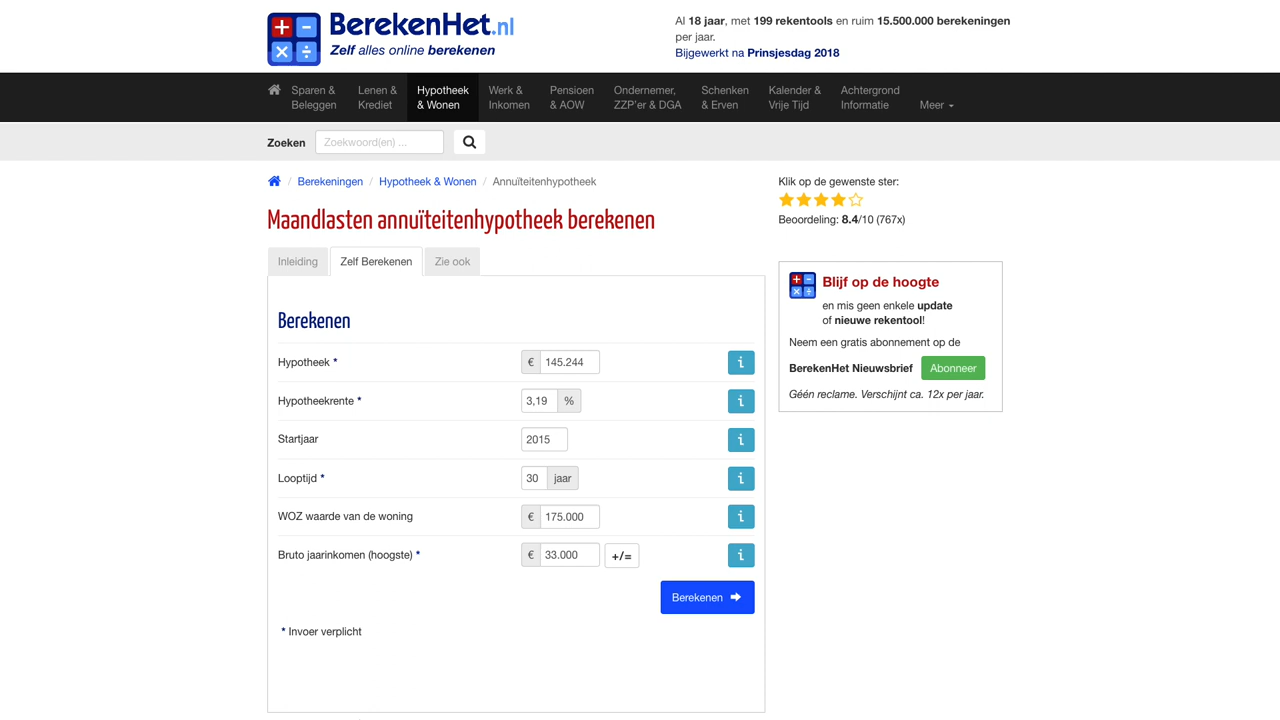 BerekenHet.nl
Zelf alles online berekenen
Al 18 jaar, met 199 rekentools en ruim 15.500.000 berekeningen
per jaar.
Bijgewerkt na Prinsjesdag 2018
Sparen &
Beleggen
Lenen &
Krediet
Hypotheek
& Wonen
Werk &
Inkomen
Pensioen
& AOW
Ondernemer,
ZZP'er & DGA
Schenken
& Erven
Kalender &
Vrije Tijd
Achtergrond
Informatie
Meer
Zoeken
Zoekwoord(en) ...
/ Berekeningen / Hypotheek & Wonen / Annuïteitenhypotheek
Maandlasten annuïteitenhypotheek berekenen
Inleiding
Zelf Berekenen
Zie ook
Berekenen
Hypotheek * € 145.244 i
Hypotheekrente * 3,19 % i
Startjaar 2015 i
Looptijd * 30 jaar i
WOZ waarde van de woning € 175.000 i
Bruto jaarinkomen (hoogste) * € 33.000 +/= i
Berekenen
* Invoer verplicht
Klik op de gewenste ster:
Beoordeling: 8.4/10 (767x)
Blijf op de hoogte
en mis geen enkele update
of nieuwe rekentool!
Neem een gratis abonnement op de
BerekenHet Nieuwsbrief Abonneer
Géén reclame. Verschijnt ca. 12x per jaar.